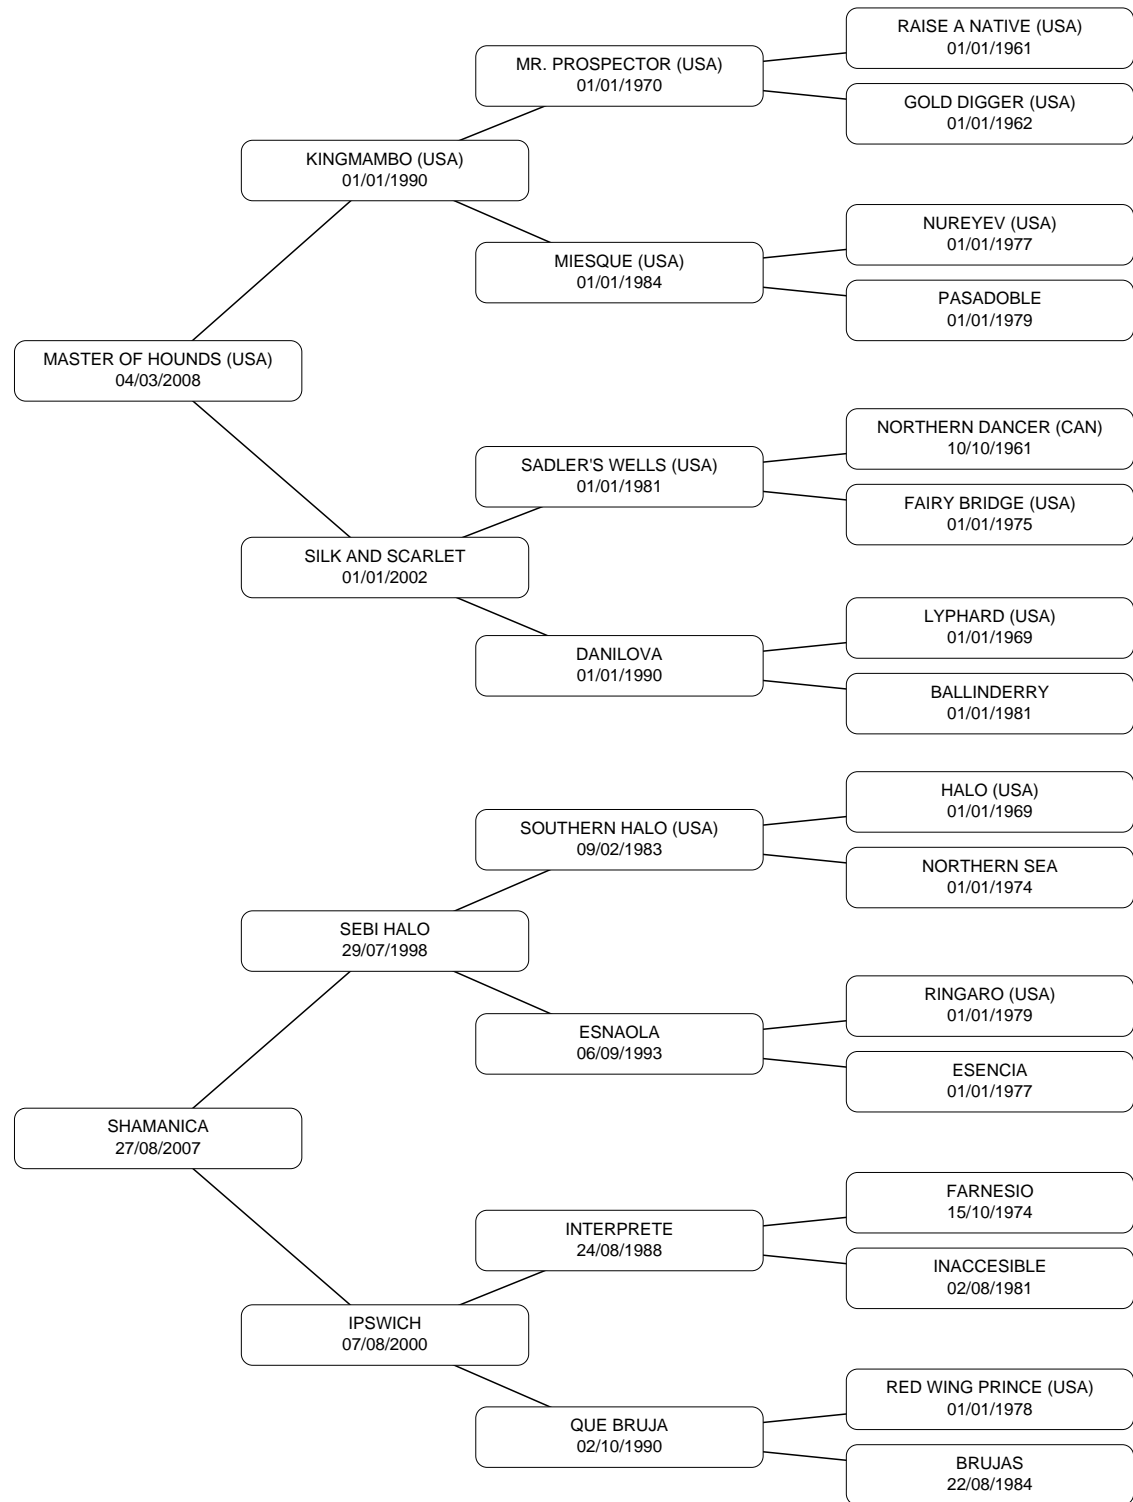 RAISE A NATIVE (USA)
01/01/1961
MR. PROSPECTOR (USA)
01/01/1970
GOLD DIGGER (USA)
01/01/1962
KINGMAMBO (USA)
01/01/1990
NUREYEV (USA)
01/01/1977
MIESQUE (USA)
01/01/1984
PASADOBLE
01/01/1979
MASTER OF HOUNDS (USA)
04/03/2008
NORTHERN DANCER (CAN)
10/10/1961
SADLER'S WELLS (USA)
01/01/1981
FAIRY BRIDGE (USA)
01/01/1975
SILK AND SCARLET
01/01/2002
LYPHARD (USA)
01/01/1969
DANILOVA
01/01/1990
BALLINDERRY
01/01/1981
HALO (USA)
01/01/1969
SOUTHERN HALO (USA)
09/02/1983
NORTHERN SEA
01/01/1974
SEBI HALO
29/07/1998
RINGARO (USA)
01/01/1979
ESNAOLA
06/09/1993
ESENCIA
01/01/1977
SHAMANICA
27/08/2007
FARNESIO
15/10/1974
INTERPRETE
24/08/1988
INACCESIBLE
02/08/1981
IPSWICH
07/08/2000
RED WING PRINCE (USA)
01/01/1978
QUE BRUJA
02/10/1990
BRUJAS
22/08/1984